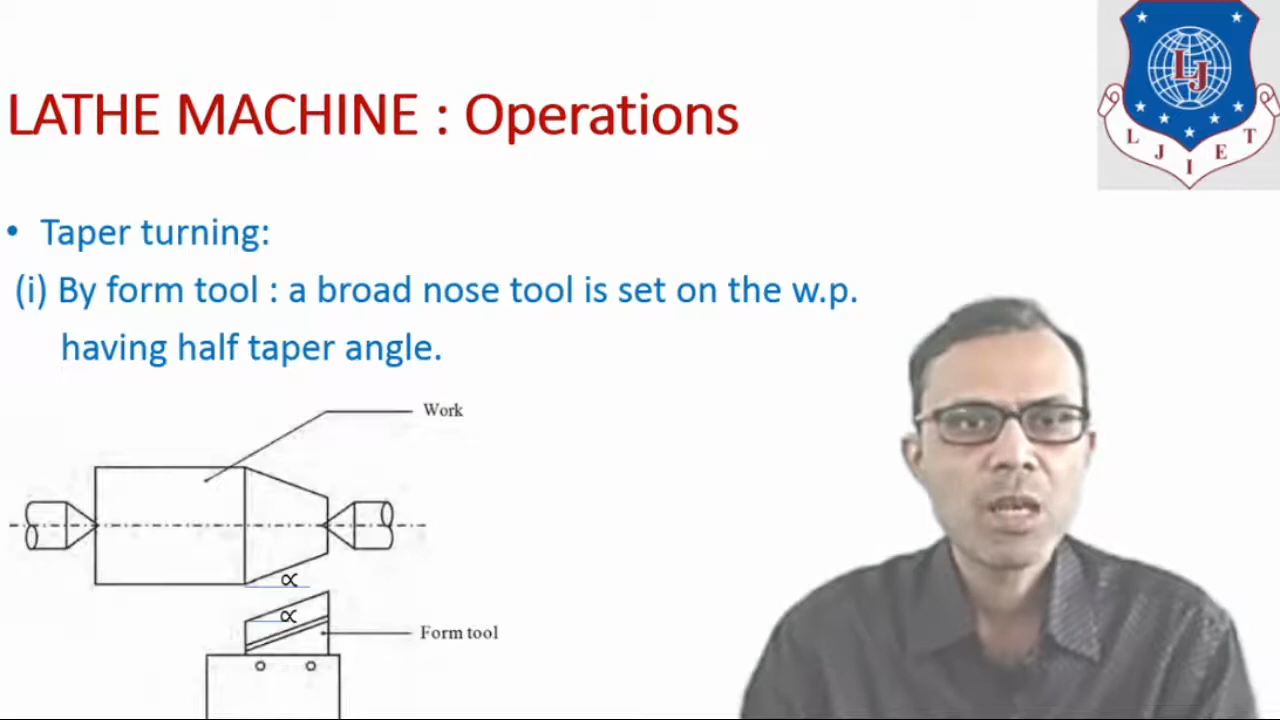 LATHE MACHINE : Operations
L J I E T
• Taper turning:
(i) By form tool : a broad nose tool is set on the w.p.
having half taper angle.
Work
∝
∝
Form tool